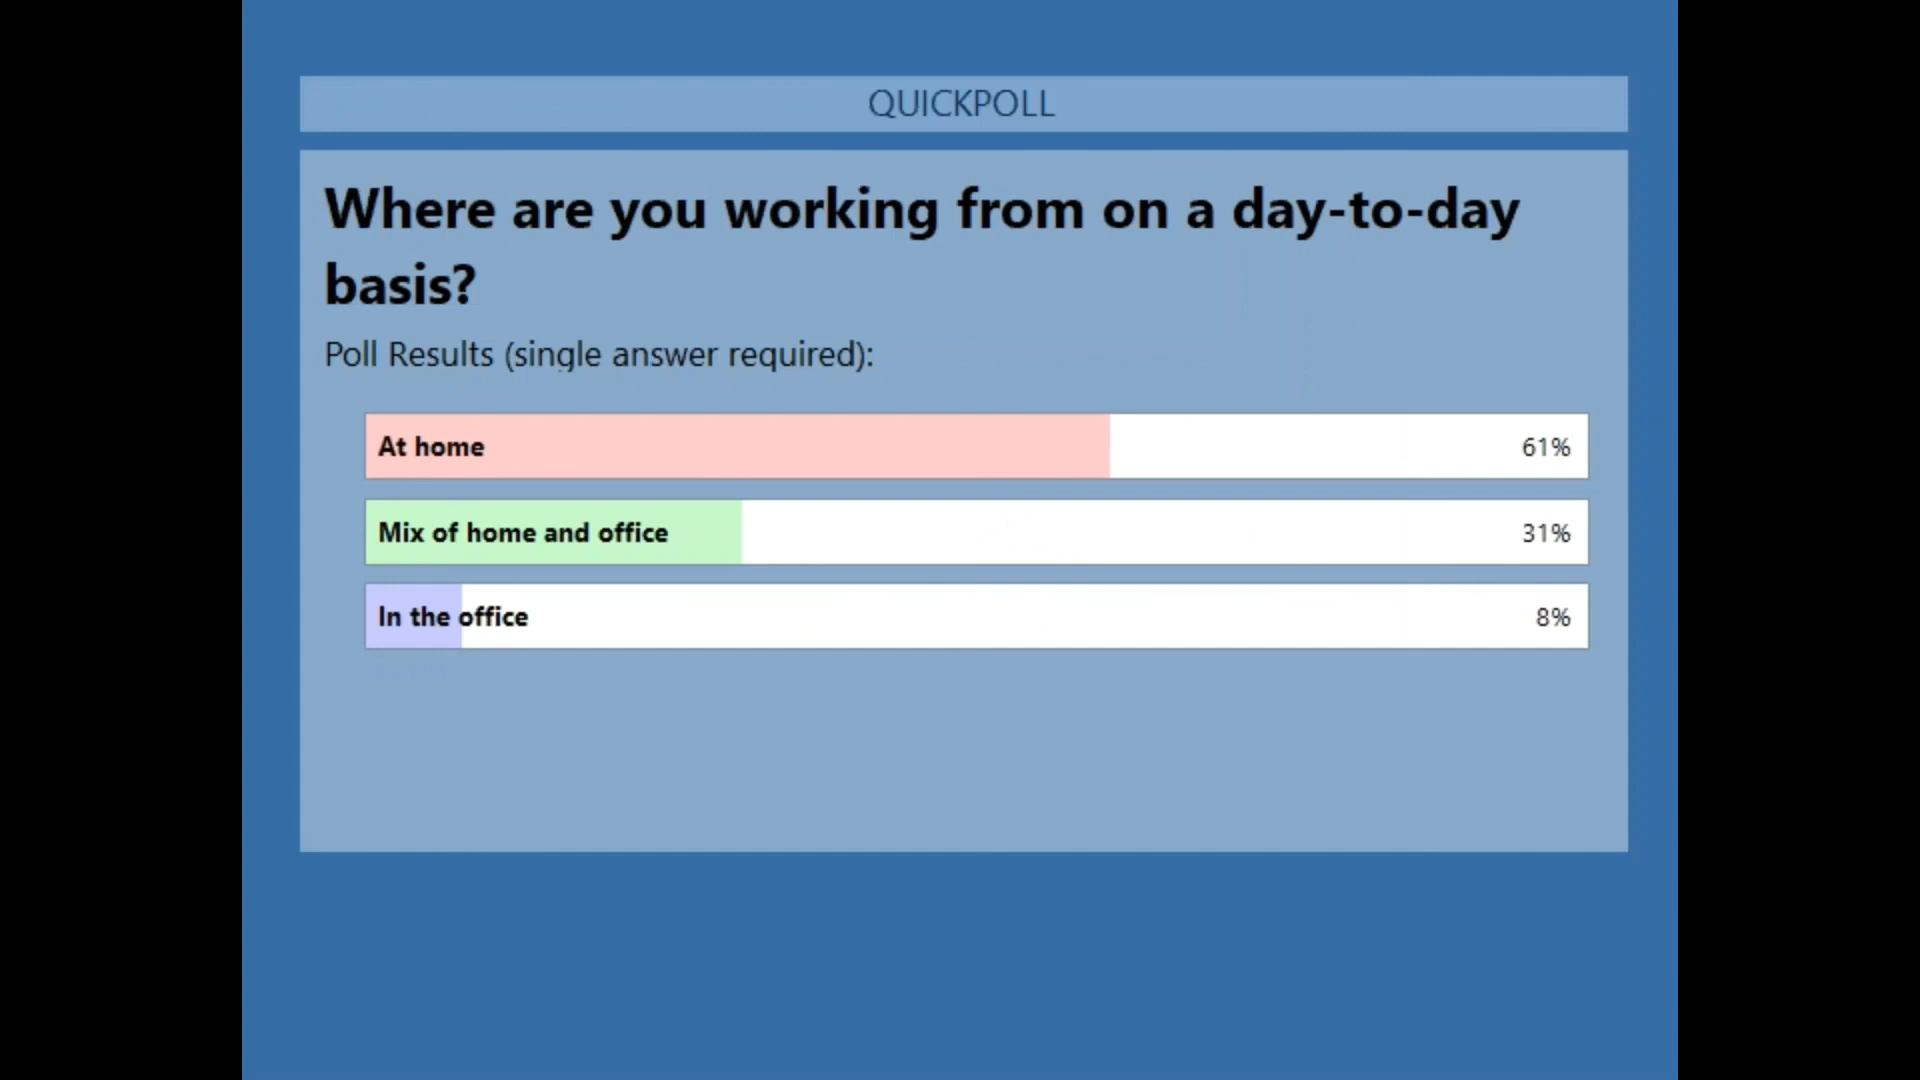 QUICKPOLL
Where are you working from on a day-to-day
basis?
Poll Results (single answer required):
At home 61%
Mix of home and office 31%
In the office 8%